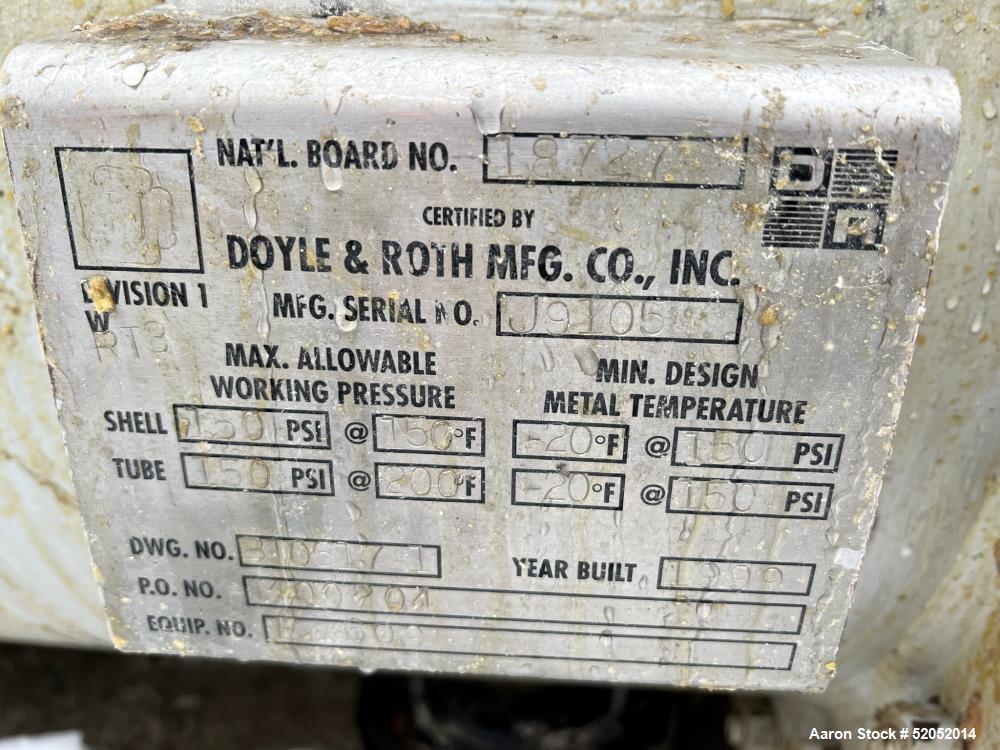 NAT'L. BOARD NO. 18727
D
R
CERTIFIED BY
DOYLE & ROTH MFG. CO., INC.
DIVISION 1
W
RT3
MFG. SERIAL NO. J9105
MAX. ALLOWABLE
WORKING PRESSURE
MIN. DESIGN
METAL TEMPERATURE
SHELL 150 PSI @ 150°F -20°F @ 150 PSI
TUBE 150 PSI @ 200°F -20°F @ 150 PSI
DWG. NO.
YEAR BUILT 1999
P.O. NO.
EQUIP. NO.
Aaron Stock # 52052014